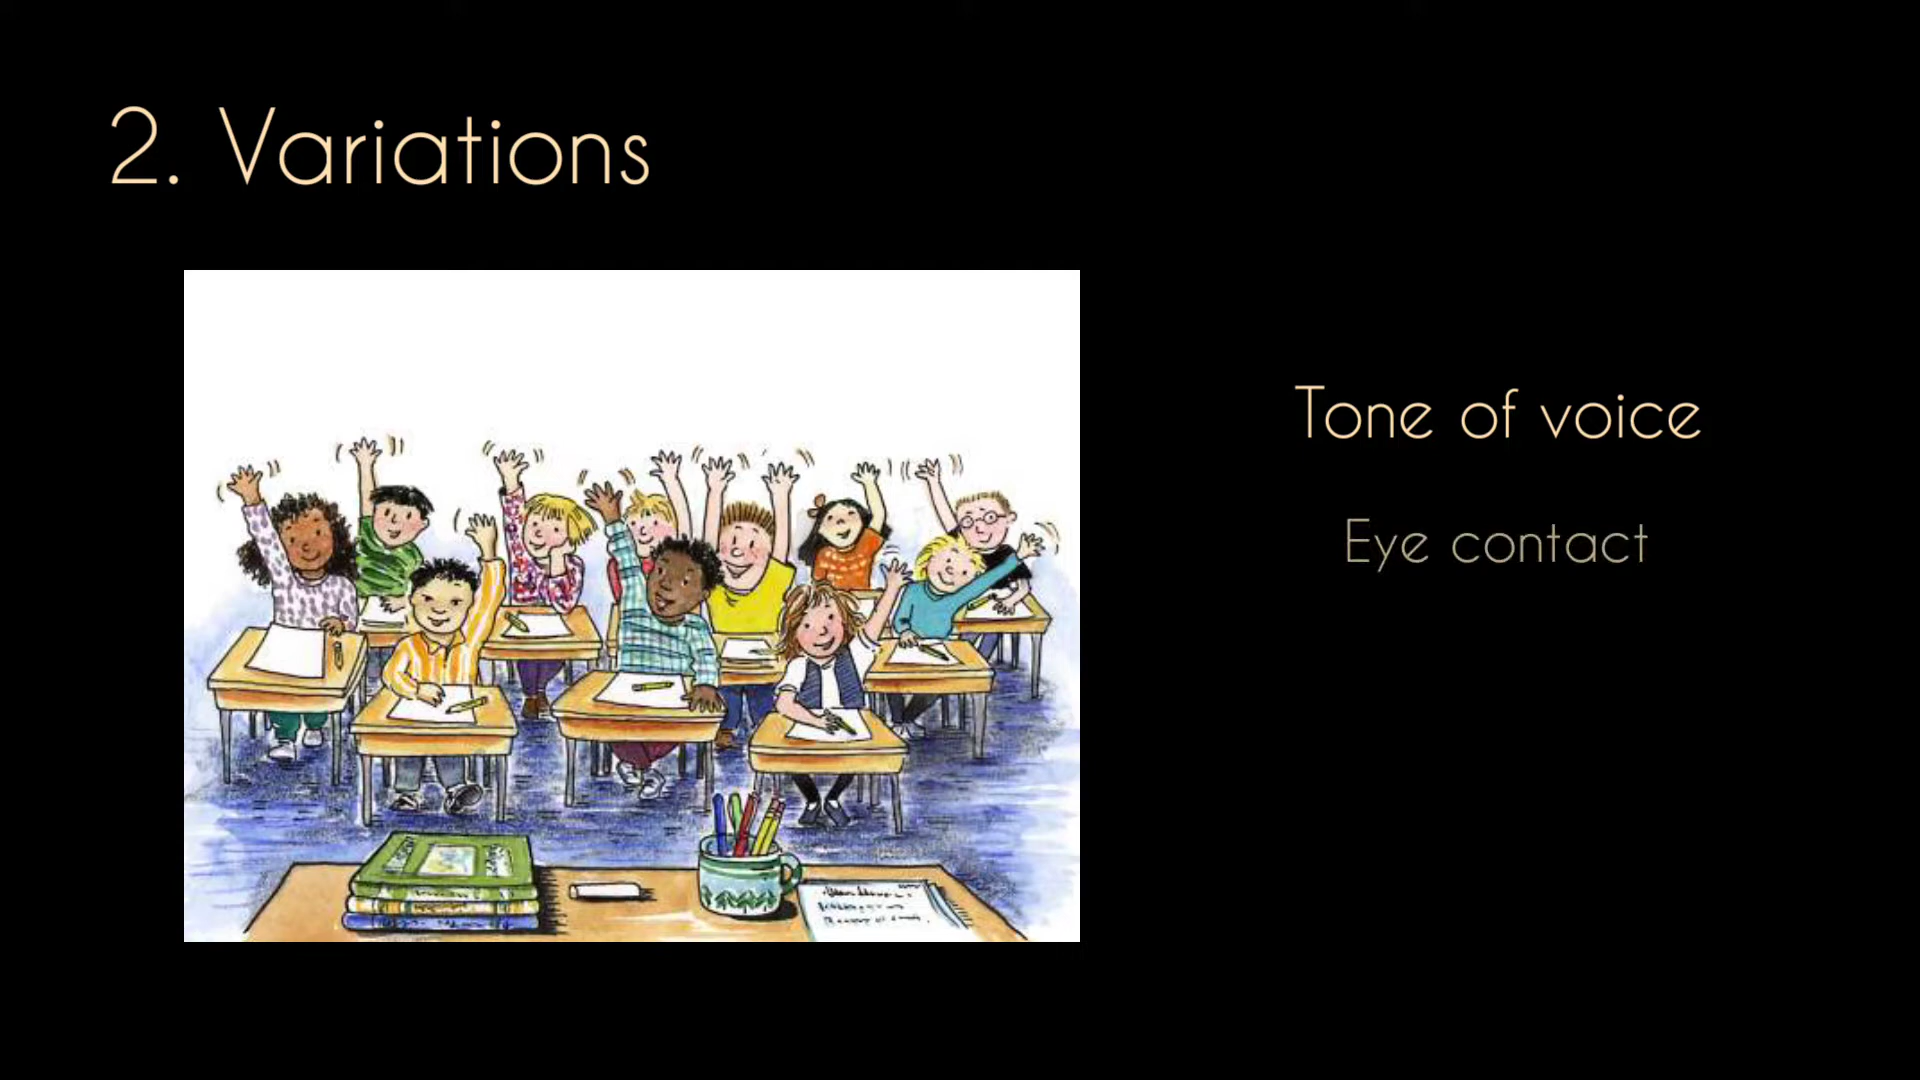 2. Variations
Tone of voice
Eye contact